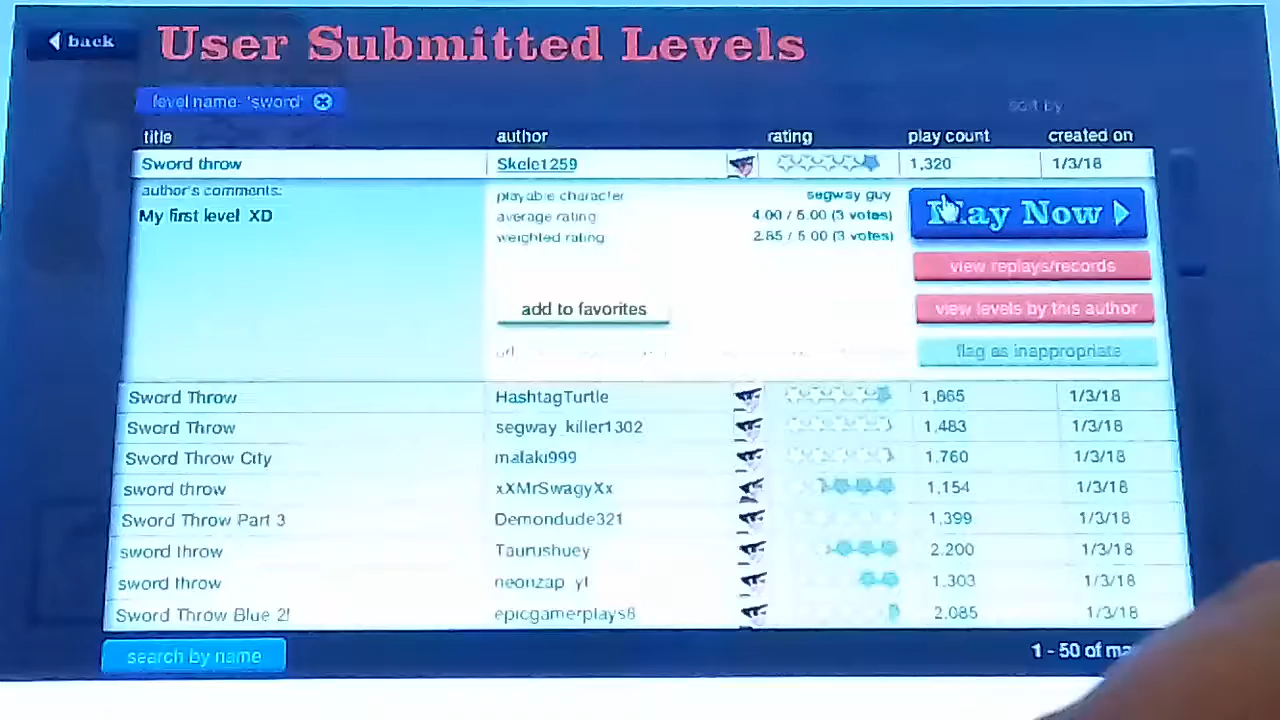 back
User Submitted Levels
level name: 'sword'
sort by
title author rating play count created on
Sword throw Skele1259 1,320 1/3/18
author's comments:
My first level XD
playable character segway guy
average rating 4.00 / 5.00 (3 votes)
weighted rating 2.85 / 5.00 (3 votes)
Play Now
view replays/records
add to favorites
view levels by this author
url
flag as inappropriate
Sword Throw HashtagTurtle 1,865 1/3/18
Sword Throw segway_killer1302 1,483 1/3/18
Sword Throw City malaki999 1,760 1/3/18
sword throw xXMrSwagyXx 1,154 1/3/18
Sword Throw Part 3 Demondude321 1,399 1/3/18
sword throw Taurushuey 2,200 1/3/18
sword throw neonzap_yt 1,303 1/3/18
Sword Throw Blue 2! epicgamerplays6 2,085 1/3/18
search by name
1 - 50 of